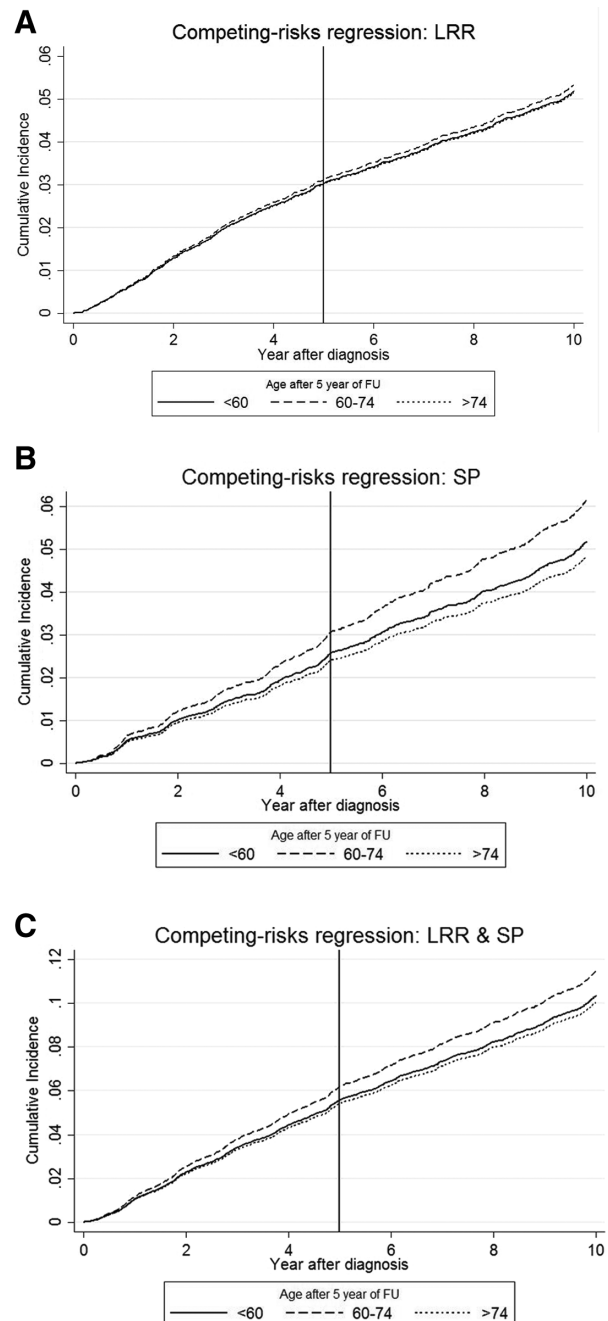 A
Competing-risks regression: LRR
.06
.05
.04
.03
.02
.01
0
Cumulative Incidence
0 2 4 6 8 10
Year after diagnosis
Age after 5 year of FU
<60 60-74 >74
B
Competing-risks regression: SP
.06
.05
.04
.03
.02
.01
0
Cumulative Incidence
0 2 4 6 8 10
Year after diagnosis
Age after 5 year of FU
<60 60-74 >74
C
Competing-risks regression: LRR & SP
.12
.1
.08
.06
.04
.02
0
Cumulative Incidence
0 2 4 6 8 10
Year after diagnosis
Age after 5 year of FU
<60 60-74 >74